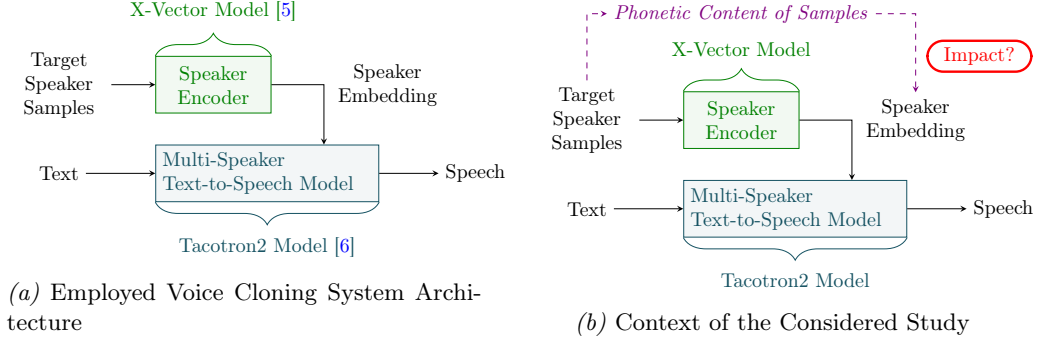 X-Vector Model [5]
Target
Speaker
Samples
Speaker
Encoder
Speaker
Embedding
Text
Multi-Speaker
Text-to-Speech Model
Speech
Tacotron2 Model [6]
(a) Employed Voice Cloning System Archi-
tecture
Phonetic Content of Samples
Impact?
X-Vector Model
Target
Speaker
Samples
Speaker
Encoder
Speaker
Embedding
Text
Multi-Speaker
Text-to-Speech Model
Speech
Tacotron2 Model
(b) Context of the Considered Study